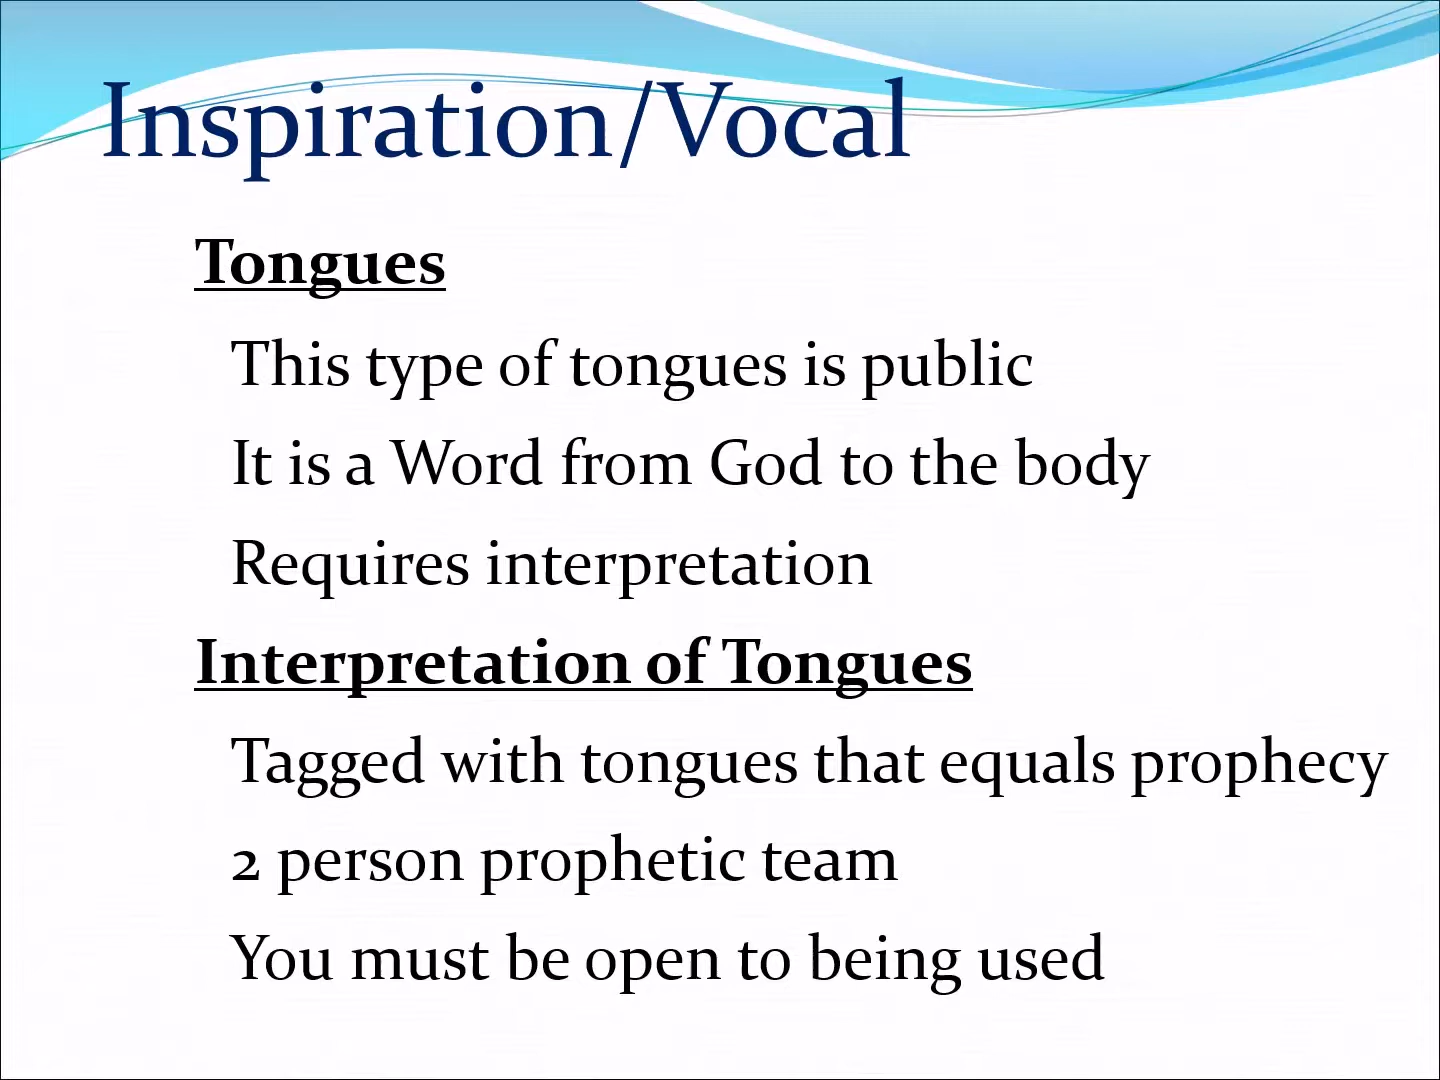 Inspiration/Vocal
Tongues
This type of tongues is public
It is a Word from God to the body
Requires interpretation
Interpretation of Tongues
Tagged with tongues that equals prophecy
2 person prophetic team
You must be open to being used